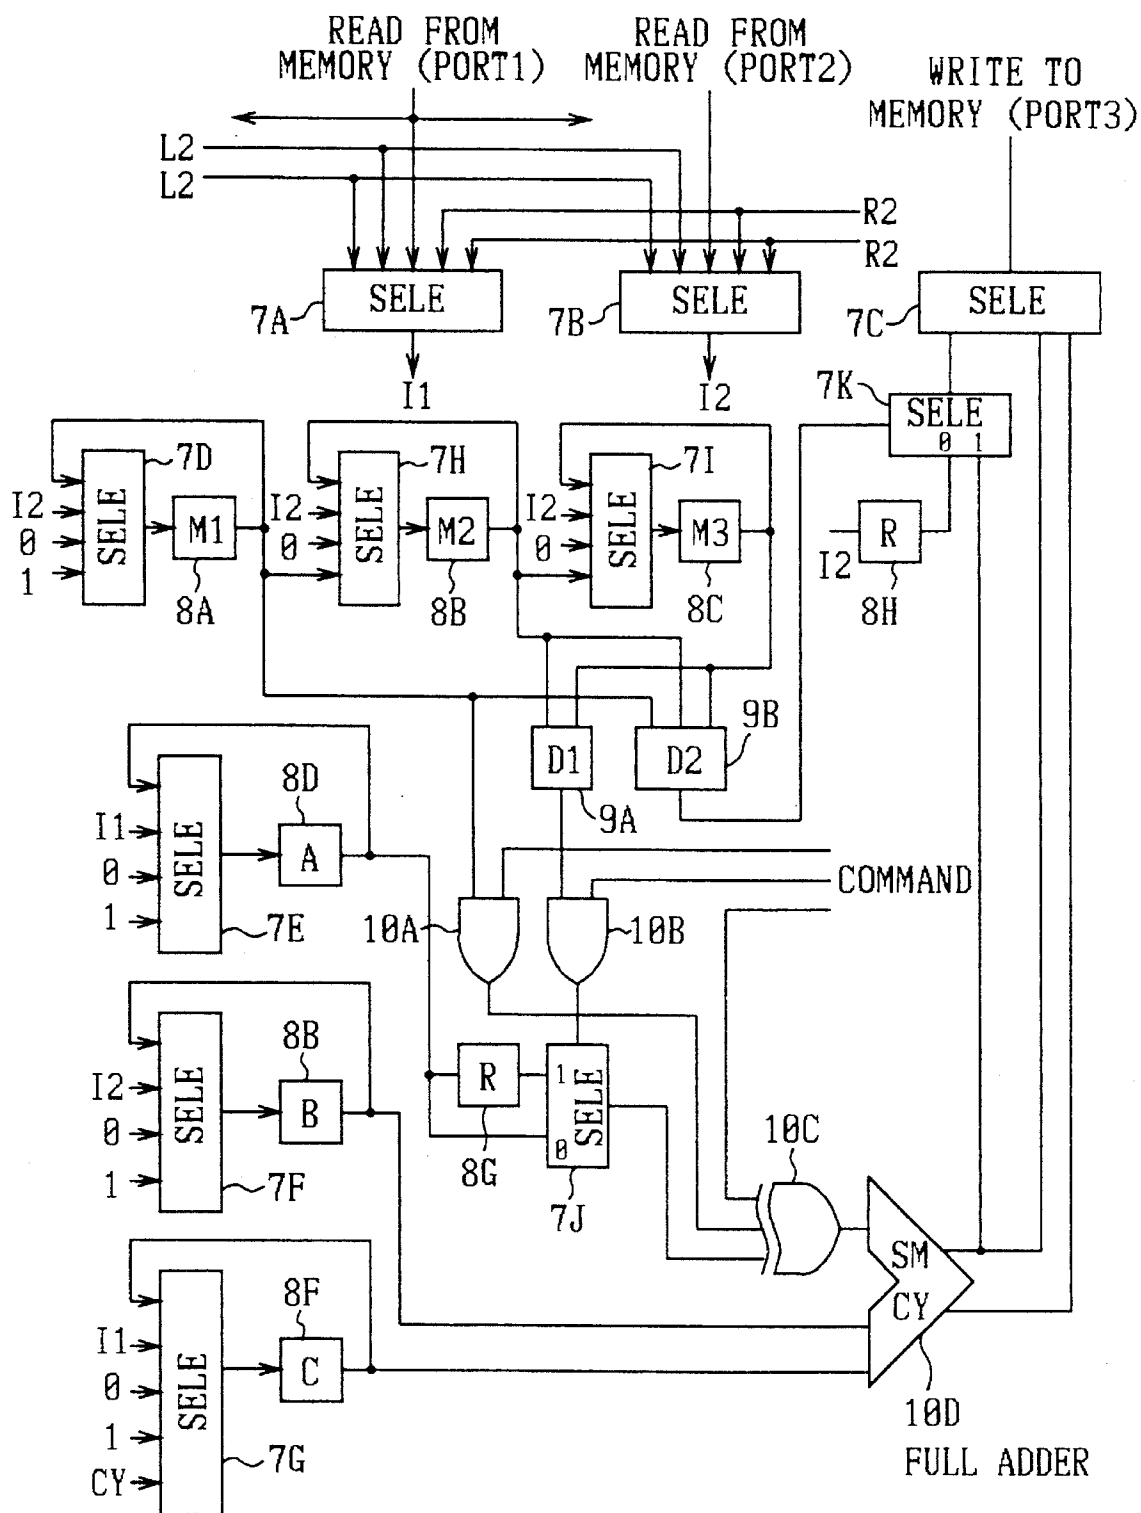 READ FROM
MEMORY (PORT1)
READ FROM
MEMORY (PORT2)
WRITE TO
MEMORY (PORT3)
L2
L2
R2
R2
SELE
7A
SELE
7B
SELE
7C
I1
I2
7K
SELE
0 1
7D
I2
0
1
SELE
M1
8A
7H
I2
0
SELE
M2
8B
7I
I2
0
SELE
M3
8C
I2
R
8H
D1
9A
D2
9B
I1
0
1
SELE
7E
8D
A
COMMAND
10A
10B
I2
0
1
SELE
7F
8B
B
R
8G
1
0
SELE
7J
10C
I1
0
1
CY
SELE
7G
8F
C
SM
CY
10D
FULL ADDER